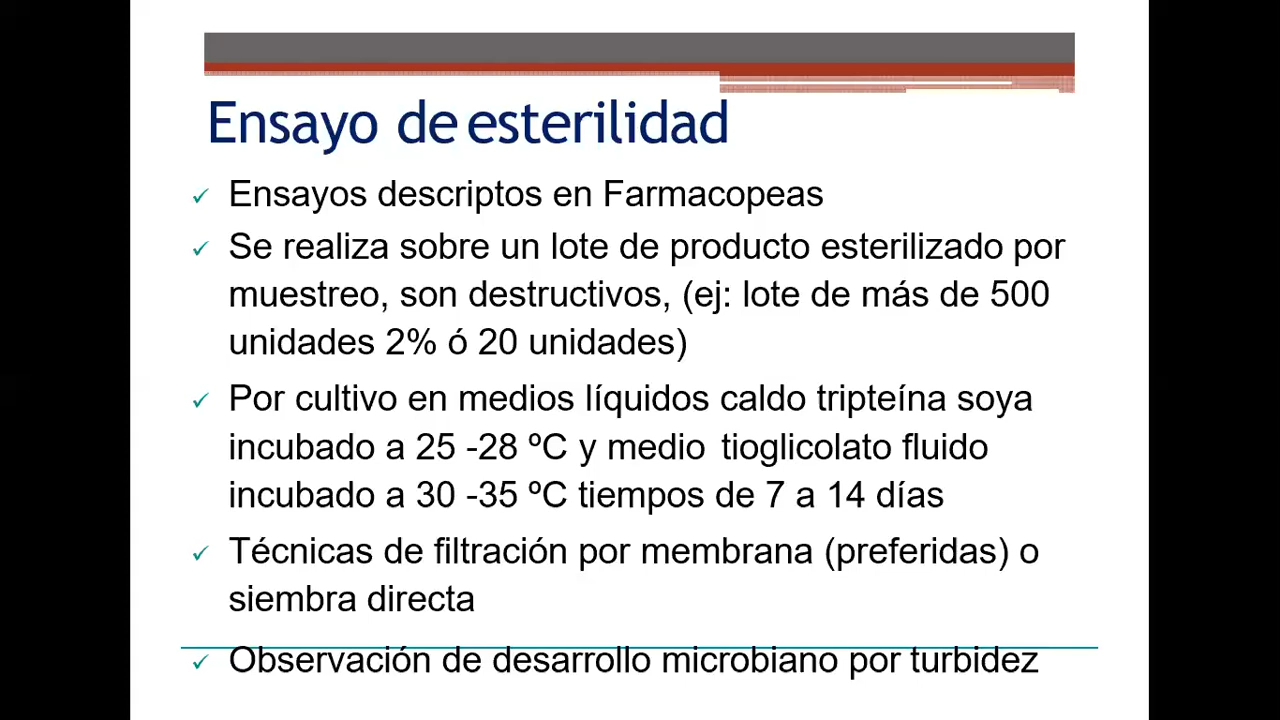 Ensayo de esterilidad
✓ Ensayos descriptos en Farmacopeas
✓ Se realiza sobre un lote de producto esterilizado por
muestreo, son destructivos, (ej: lote de más de 500
unidades 2% ó 20 unidades)
✓ Por cultivo en medios líquidos caldo tripteína soya
incubado a 25 -28 ºC y medio tioglicolato fluido
incubado a 30 -35 ºC tiempos de 7 a 14 días
✓ Técnicas de filtración por membrana (preferidas) o
siembra directa
✓ Observación de desarrollo microbiano por turbidez